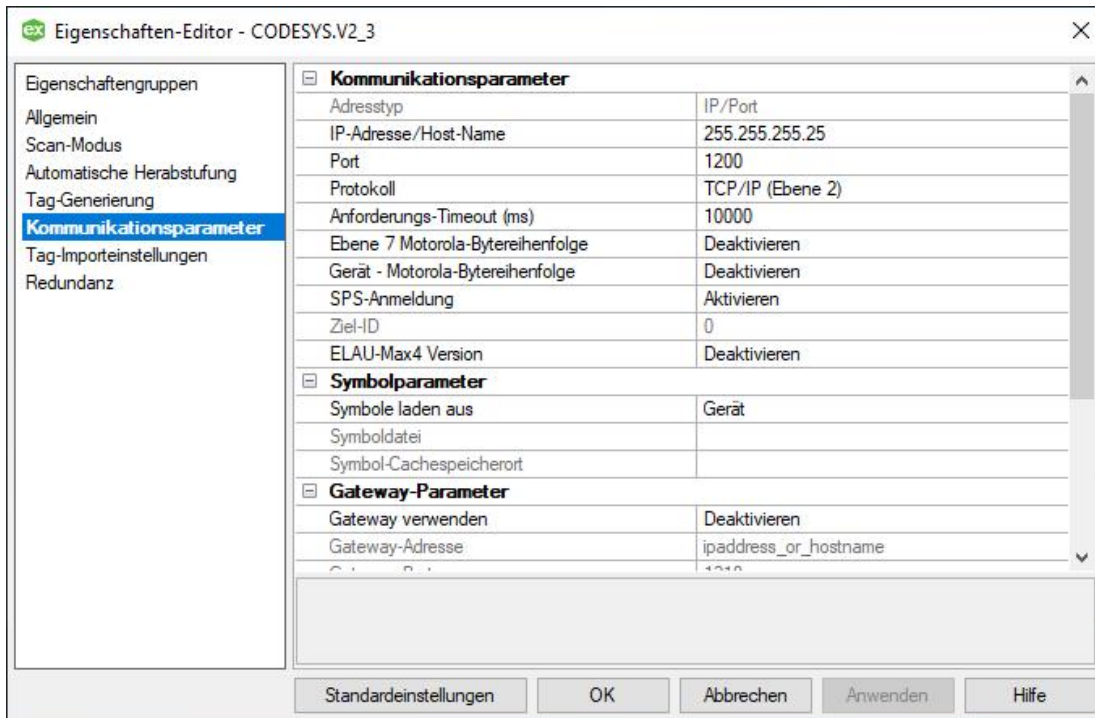 ex Eigenschaften-Editor - CODESYS.V2_3
Eigenschaftengruppen
Allgemein
Scan-Modus
Automatische Herabstufung
Tag-Generierung
Kommunikationsparameter
Tag-Importeinstellungen
Redundanz
Kommunikationsparameter
Adresstyp IP/Port
IP-Adresse/Host-Name 255.255.255.25
Port 1200
Protokoll TCP/IP (Ebene 2)
Anforderungs-Timeout (ms) 10000
Ebene 7 Motorola-Bytereihenfolge Deaktivieren
Gerät - Motorola-Bytereihenfolge Deaktivieren
SPS-Anmeldung Aktivieren
Ziel-ID 0
ELAU-Max4 Version Deaktivieren
Symbolparameter
Symbole laden aus Gerät
Symboldatei
Symbol-Cachespeicherort
Gateway-Parameter
Gateway verwenden Deaktivieren
Gateway-Adresse ipaddress_or_hostname
Standardeinstellungen OK Abbrechen Anwenden Hilfe